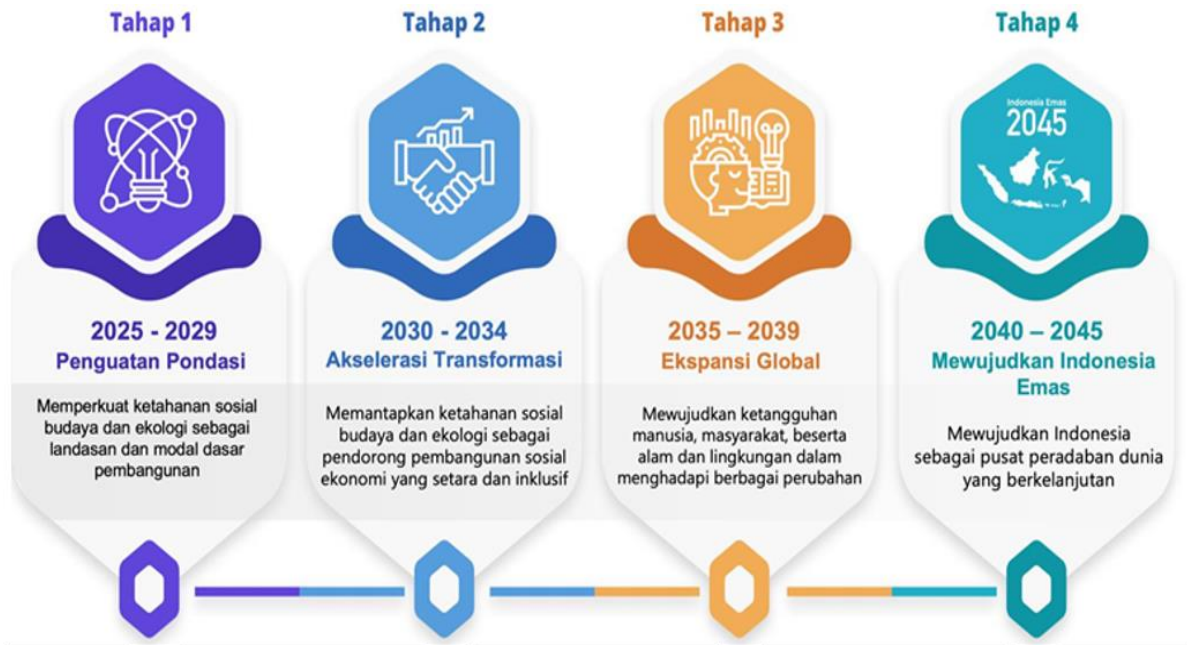 Tahap 1
Tahap 2
Tahap 3
Tahap 4
Indonesia Emas
2045
2025 - 2029
Penguatan Pondasi
Memperkuat ketahanan sosial
budaya dan ekologi sebagai
landasan dan modal dasar
pembangunan
2030 - 2034
Akselerasi Transformasi
Memantapkan ketahanan sosial
budaya dan ekologi sebagai
pendorong pembangunan sosial
ekonomi yang setara dan inklusif
2035 – 2039
Ekspansi Global
Mewujudkan ketangguhan
manusia, masyarakat, beserta
alam dan lingkungan dalam
menghadapi berbagai perubahan
2040 – 2045
Mewujudkan Indonesia
Emas
Mewujudkan Indonesia
sebagai pusat peradaban dunia
yang berkelanjutan